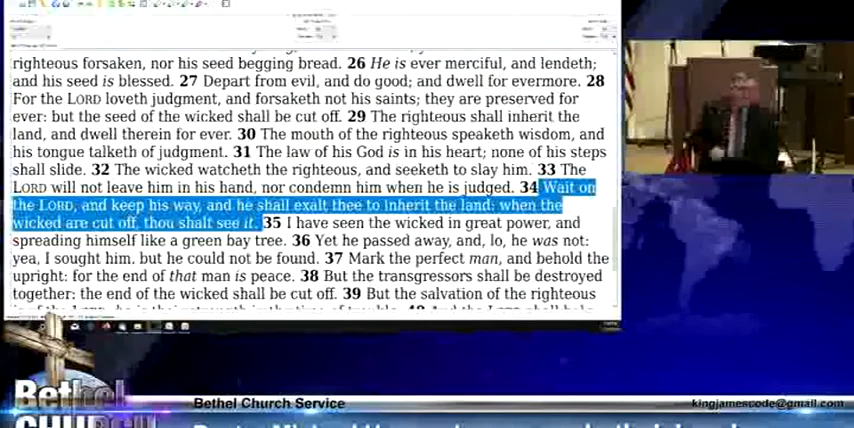 righteous forsaken, nor his seed begging bread. 26 He is ever merciful, and lendeth;
and his seed is blessed. 27 Depart from evil, and do good; and dwell for evermore. 28
For the LORD loveth judgment, and forsaketh not his saints; they are preserved for
ever: but the seed of the wicked shall be cut off. 29 The righteous shall inherit the
land, and dwell therein for ever. 30 The mouth of the righteous speaketh wisdom, and
his tongue talketh of judgment. 31 The law of his God is in his heart; none of his steps
shall slide. 32 The wicked watcheth the righteous, and seeketh to slay him. 33 The
LORD will not leave him in his hand, nor condemn him when he is judged. 34 Wait on
the LORD, and keep his way, and he shall exalt thee to inherit the land: when the
wicked are cut off, thou shalt see it. 35 I have seen the wicked in great power, and
spreading himself like a green bay tree. 36 Yet he passed away, and, lo, he was not:
yea, I sought him, but he could not be found. 37 Mark the perfect man, and behold the
upright: for the end of that man is peace. 38 But the transgressors shall be destroyed
together: the end of the wicked shall be cut off. 39 But the salvation of the righteous
Bethel
CHURCH
Bethel Church Service
kingjamescode@gmail.com